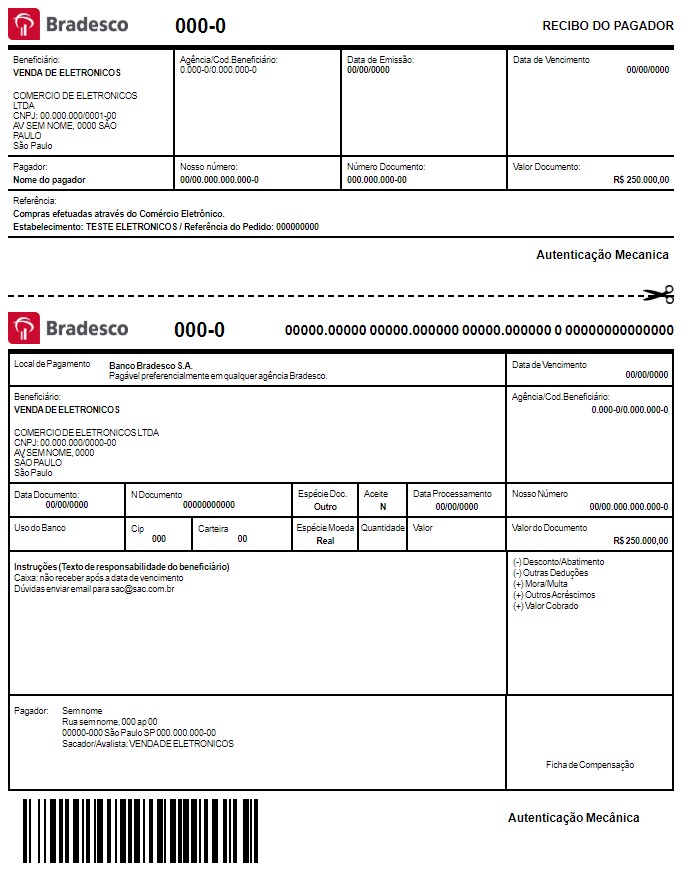 Bradesco 000-0 RECIBO DO PAGADOR
Beneficiário: Agência/Cod.Beneficiário: Data de Emissão: Data de Vencimento
VENDA DE ELETRONICOS 0.000-0/0.000.000-0 00/00/0000 00/00/0000
COMERCIO DE ELETRONICOS
LTDA
CNPJ: 00.000.000/0001-00
AV SEM NOME, 0000 SÃO
PAULO
São Paulo
Pagador: Nosso número: Número Documento: Valor Documento:
Nome do pagador 00/00.000.000.000-0 000.000.000-00 R$ 250.000,00
Referência:
Compras efetuadas através do Comércio Eletrônico.
Estabelecimento: TESTE ELETRONICOS / Referência do Pedido: 000000000
Autenticação Mecanica
Bradesco 000-0 00000.00000 00000.000000 00000.000000 0 00000000000000
Local de Pagamento Banco Bradesco S.A. Data de Vencimento
Pagável preferencialmente em qualquer agência Bradesco. 00/00/0000
Beneficiário: Agência/Cod.Beneficiário:
VENDA DE ELETRONICOS 0.000-0/0.000.000-0
COMERCIO DE ELETRONICOS LTDA
CNPJ: 00.000.000/0000-00
AV SEM NOME, 0000
SÃO PAULO
São Paulo
Data Documento: N Documento Espécie Doc. Aceite Data Processamento Nosso Número
00/00/0000 00000000000 Outro N 00/00/0000 00/00.000.000.000-0
Uso do Banco Cip Carteira Espécie Moeda Quantidade Valor Valor do Documento
000 00 Real R$ 250.000,00
Instruções (Texto de responsabilidade do beneficiário)
Caixa: não receber após a data de vencimento
Dúvidas enviar email para sac@sac.com.br
(-) Desconto/Abatimento
(-) Outras Deduções
(+) Mora/Multa
(+) Outros Acréscimos
(+) Valor Cobrado
Pagador: Sem nome
Rua sem nome, 000 ap 00
00000-000 São Paulo SP 000.000.000-00
Sacador/Avalista: VENDA DE ELETRONICOS
Ficha de Compensação
Autenticação Mecânica